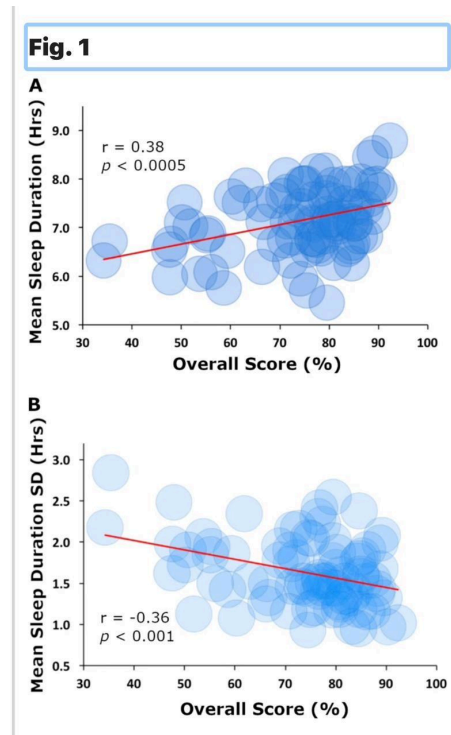 Fig. 1
A
Mean Sleep Duration (Hrs)
9.0
8.0
7.0
6.0
5.0
r = 0.38
p < 0.0005
30 40 50 60 70 80 90 100
Overall Score (%)
B
Mean Sleep Duration SD (Hrs)
3.0
2.5
2.0
1.5
1.0
0.5
r = -0.36
p < 0.001
30 40 50 60 70 80 90 100
Overall Score (%)